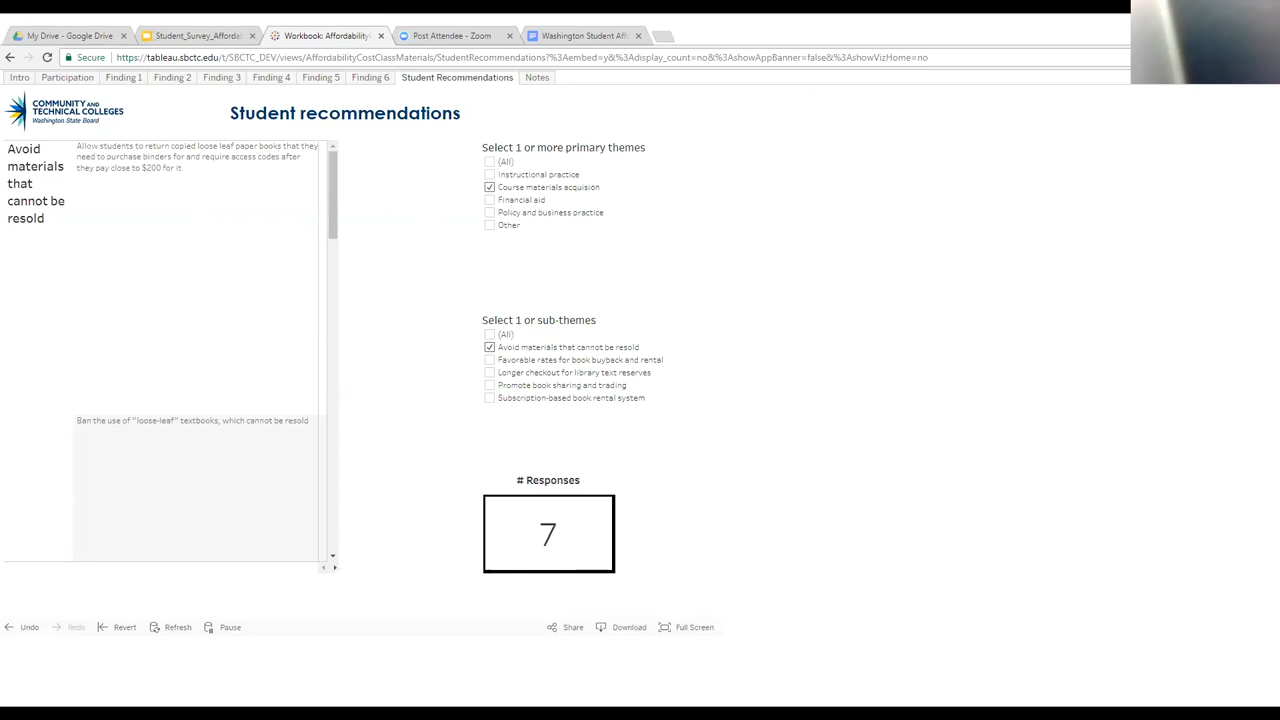 My Drive - Google Drive
Student_Survey_Affordal
Workbook: Affordability
Post Attendee - Zoom
Washington Student Aff
Secure
https://tableau.sbctc.edu/t/SBCTC_DEV/views/AffordabilityCostClassMaterials/StudentRecommendations?%3Aembed=y&%3Adisplay_count=no&%3AshowAppBanner=false&%3AshowVizHome=no
Intro
Participation
Finding 1
Finding 2
Finding 3
Finding 4
Finding 5
Finding 6
Student Recommendations
Notes
COMMUNITY AND
TECHNICAL COLLEGES
Washington State Board
Student recommendations
Avoid
materials
that
cannot be
resold
Allow students to return copied loose leaf paper books that they
need to purchase binders for and require access codes after
they pay close to $200 for it.
Ban the use of "loose-leaf" textbooks, which cannot be resold
Select 1 or more primary themes
(All)
Instructional practice
Course materials acquision
Financial aid
Policy and business practice
Other
Select 1 or sub-themes
(All)
Avoid materials that cannot be resold
Favorable rates for book buyback and rental
Longer checkout for library text reserves
Promote book sharing and trading
Subscription-based book rental system
# Responses
7
Undo
Redo
Revert
Refresh
Pause
Share
Download
Full Screen